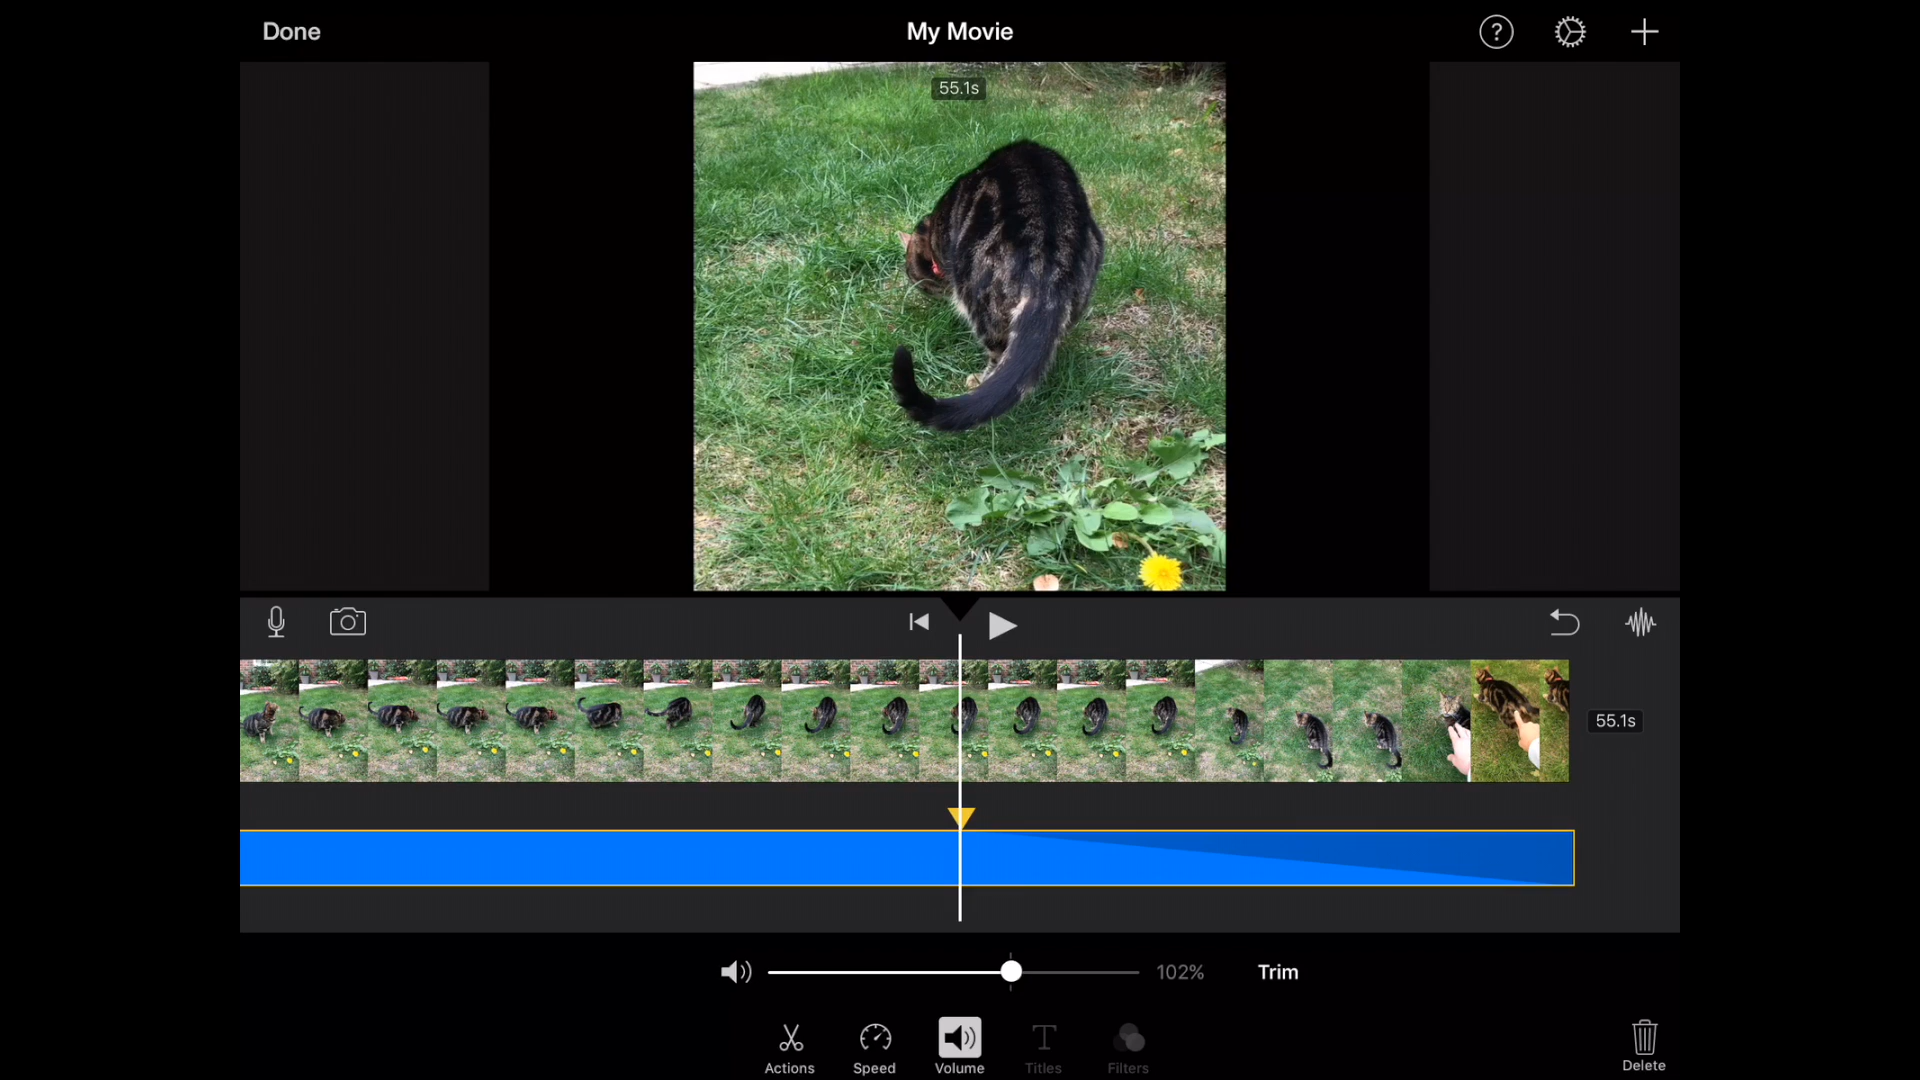 Done
My Movie
?
55.1s
55.1s
102%
Trim
T
Actions
Speed
Volume
Titles
Filters
Delete